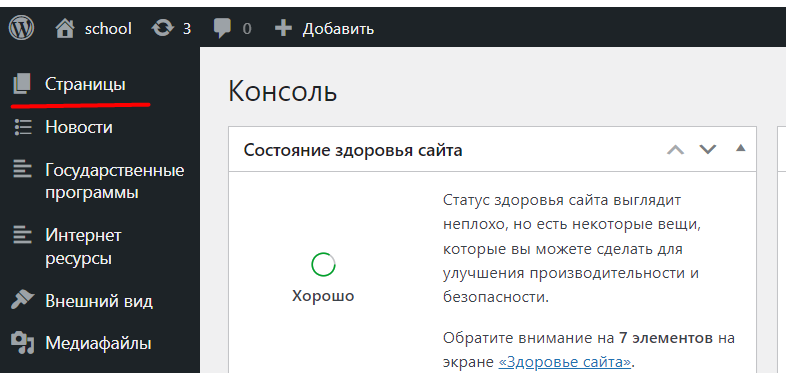 school 3 0 Добавить
Страницы
Новости
Государственные
программы
Интернет
ресурсы
Внешний вид
Медиафайлы
Консоль
Состояние здоровья сайта
Хорошо
Статус здоровья сайта выглядит
неплохо, но есть некоторые вещи,
которые вы можете сделать для
улучшения производительности и
безопасности.
Обратите внимание на 7 элементов на
экране «Здоровье сайта».